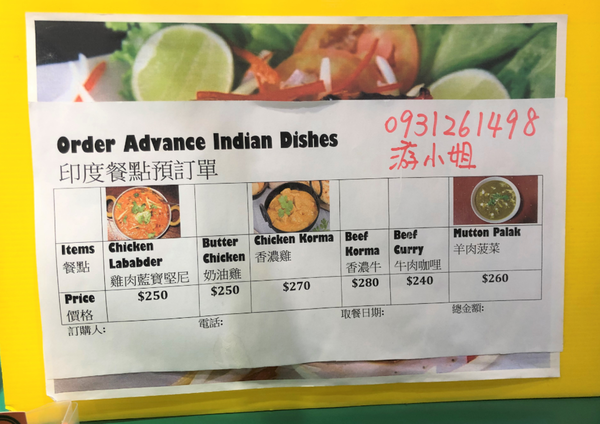 Order Advance Indian Dishes
印度餐點預訂單
0931261498
游小姐
Items 餐點
Chicken Lababder 雞肉藍寶堅尼
Butter Chicken 奶油雞
Chicken Korma 香濃雞
Beef Korma 香濃牛
Beef Curry 牛肉咖哩
Mutton Palak 羊肉菠菜
Price 價格
$250 $250 $270 $280 $240 $260
訂購人: 電話: 取餐日期: 總金額: